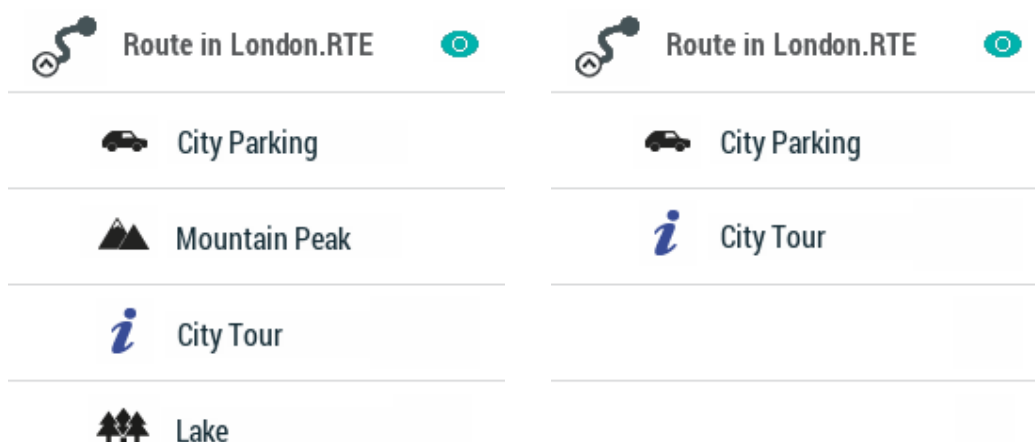 Route in London.RTE
City Parking
Mountain Peak
City Tour
Lake
Route in London.RTE
City Parking
City Tour